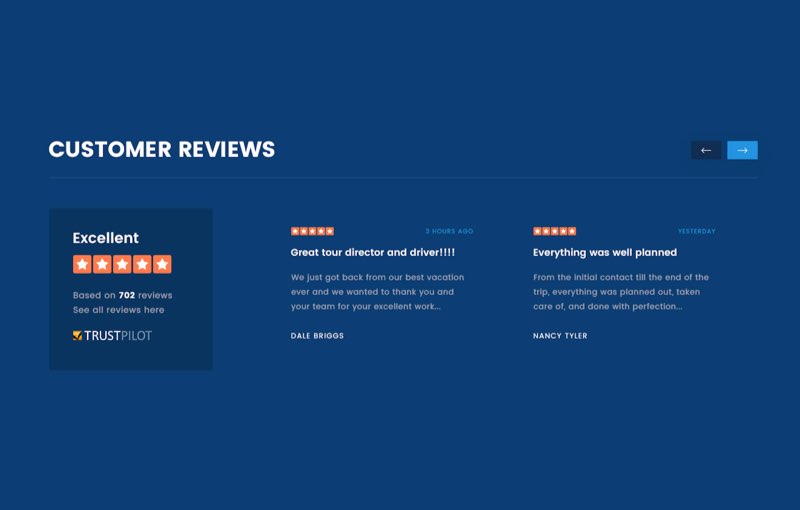 CUSTOMER REVIEWS
Excellent
Based on 702 reviews
See all reviews here
TRUSTPILOT
3 HOURS AGO
Great tour director and driver!!!!
We just got back from our best vacation
ever and we wanted to thank you and
your team for your excellent work...
DALE BRIGGS
YESTERDAY
Everything was well planned
From the initial contact till the end of the
trip, everything was planned out, taken
care of, and done with perfection...
NANCY TYLER